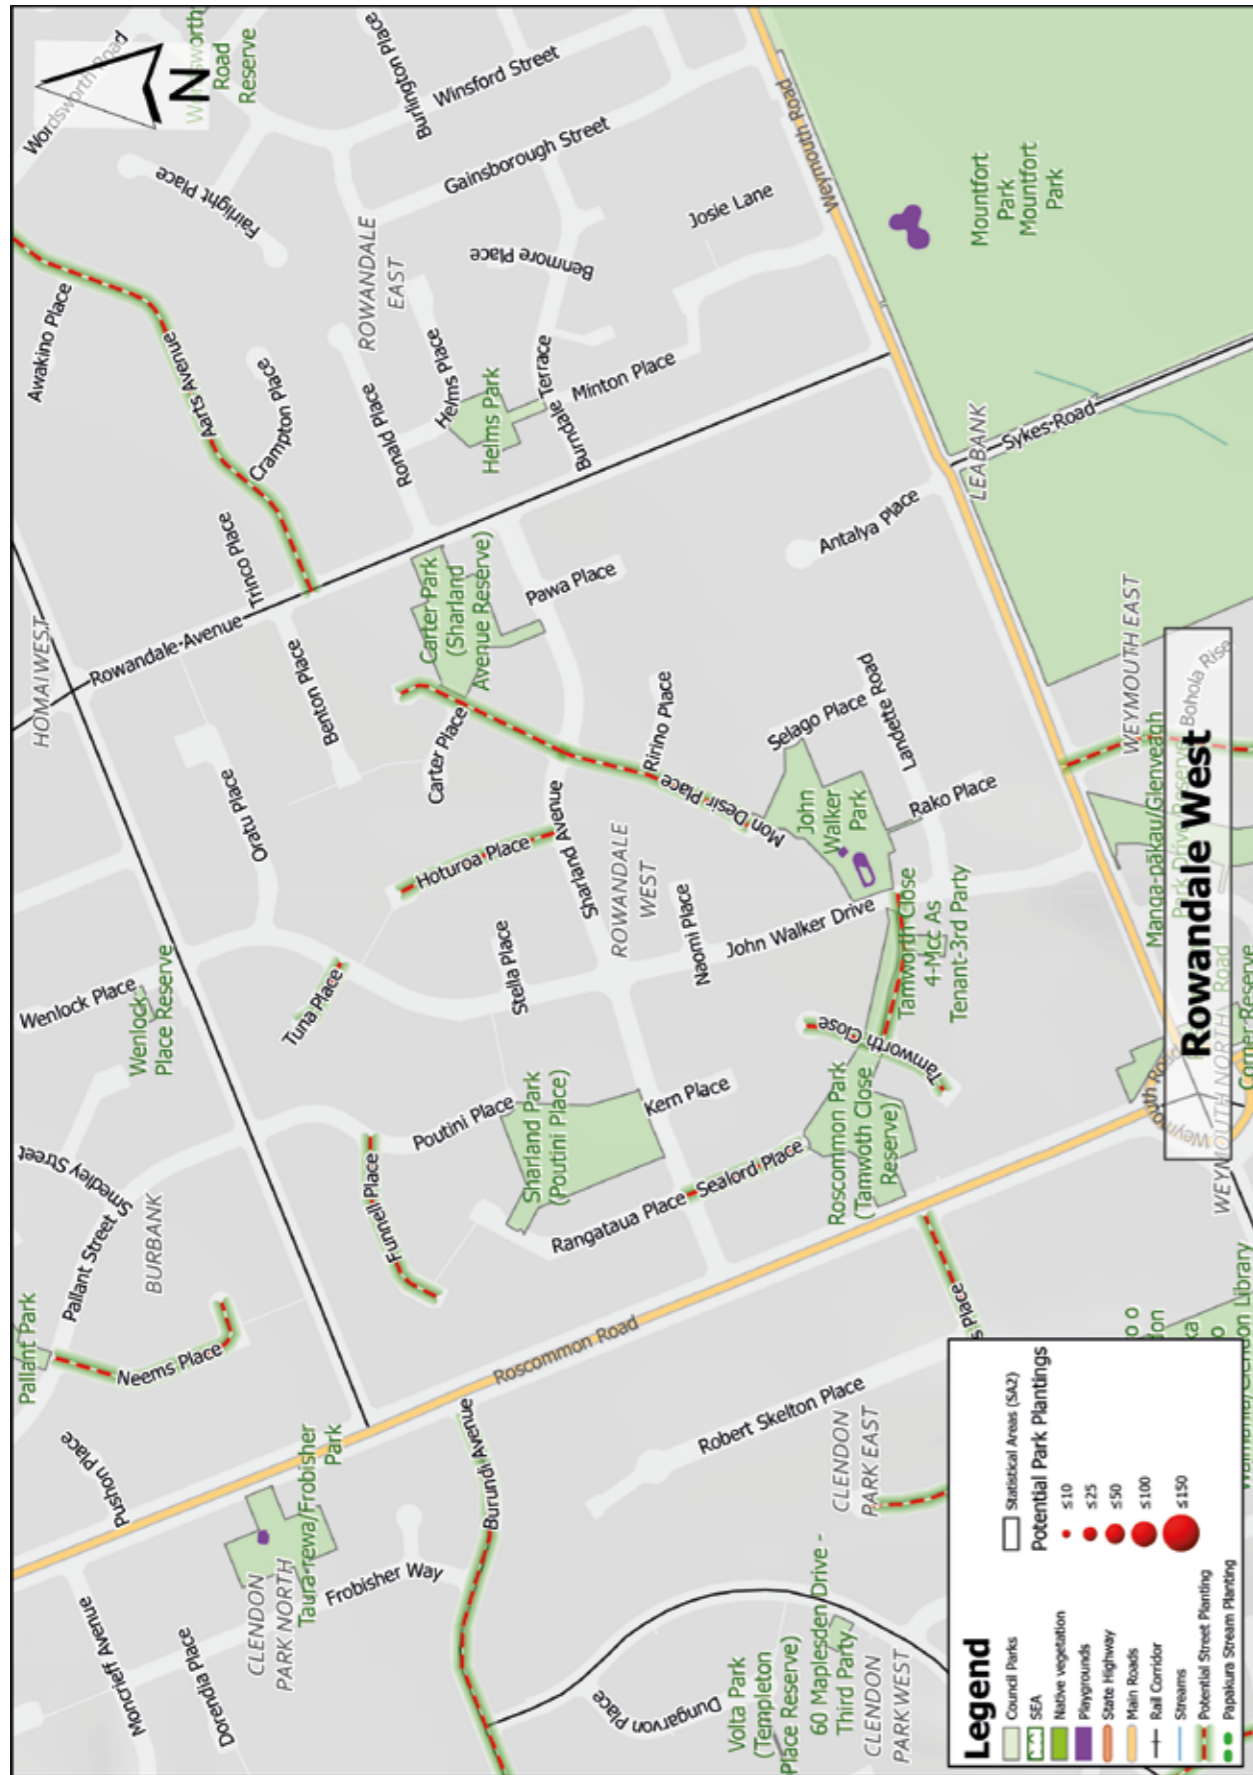 Wordsworth Road
Wordsworth
Road
Reserve
N
Burlington Place
Winsford Street
Fairlight Place
Gainsborough Street
Weymouth Road
Josie Lane
Mountfort
Park
Mountfort
Park
Awakino Place
ROWANDALE
EAST
Benmore Place
Aarts Avenue
Crampton Place
Helms Place
Ronald Place
Helms Park
Burndale Terrace
Minton Place
LEABANK
Sykes Road
Trinco Place
HOMAI WEST
Rowandale Avenue
Benton Place
Carter Park
(Sharland
Avenue Reserve)
Pawa Place
Antalya Place
WEYMOUTH EAST
Oratu Place
Carter Place
Ririno Place
Selago Place
Landette Road
Rako Place
Bohola Rise
Hoturoa Place
Sharland Avenue
Mon Desir Place
John
Walker
Park
Manga-pākau/Glenveagh
Park Drive Reserve
ROWANDALE
WEST
Wenlock Place
Wenlock
Place Reserve
Tuna Place
Stella Place
Naomi Place
John Walker Drive
Tamworth Close
4-Mcc As
Tenant-3rd Party
Tamworth Close
Rowandale West
Weymouth Road
WEYMOUTH NORTH
Road
Corner Reserve
Weymouth
Smedley Street
Pallant Street
BURBANK
Poutini Place
Sharland Park
(Poutini Place)
Kern Place
Roscommon Park
(Tamwoth Close
Reserve)
Funnell Place
Rangataua Place
Sealord Place
Pallant Park
Neems Place
Roscommon Road
s Place
Pushon Place
Taura-rewa/Frobisher
Park
Burundi Avenue
Robert Skelton Place
CLENDON
PARK EAST
CLENDON
PARK NORTH
Frobisher Way
Moncrieff Avenue
Dorendia Place
Dungarvon Place
Volta Park
(Templeton
Place Reserve)
60 Maplesden Drive -
Third Party
CLENDON
PARK WEST
Legend
Council Parks
SEA
Native vegetation
Playgrounds
State Highway
Main Roads
Rail Corridor
Streams
Potential Street Planting
Papakura Stream Planting
Statistical Areas (SA2)
Potential Park Plantings
≤10
≤25
≤50
≤100
≤150